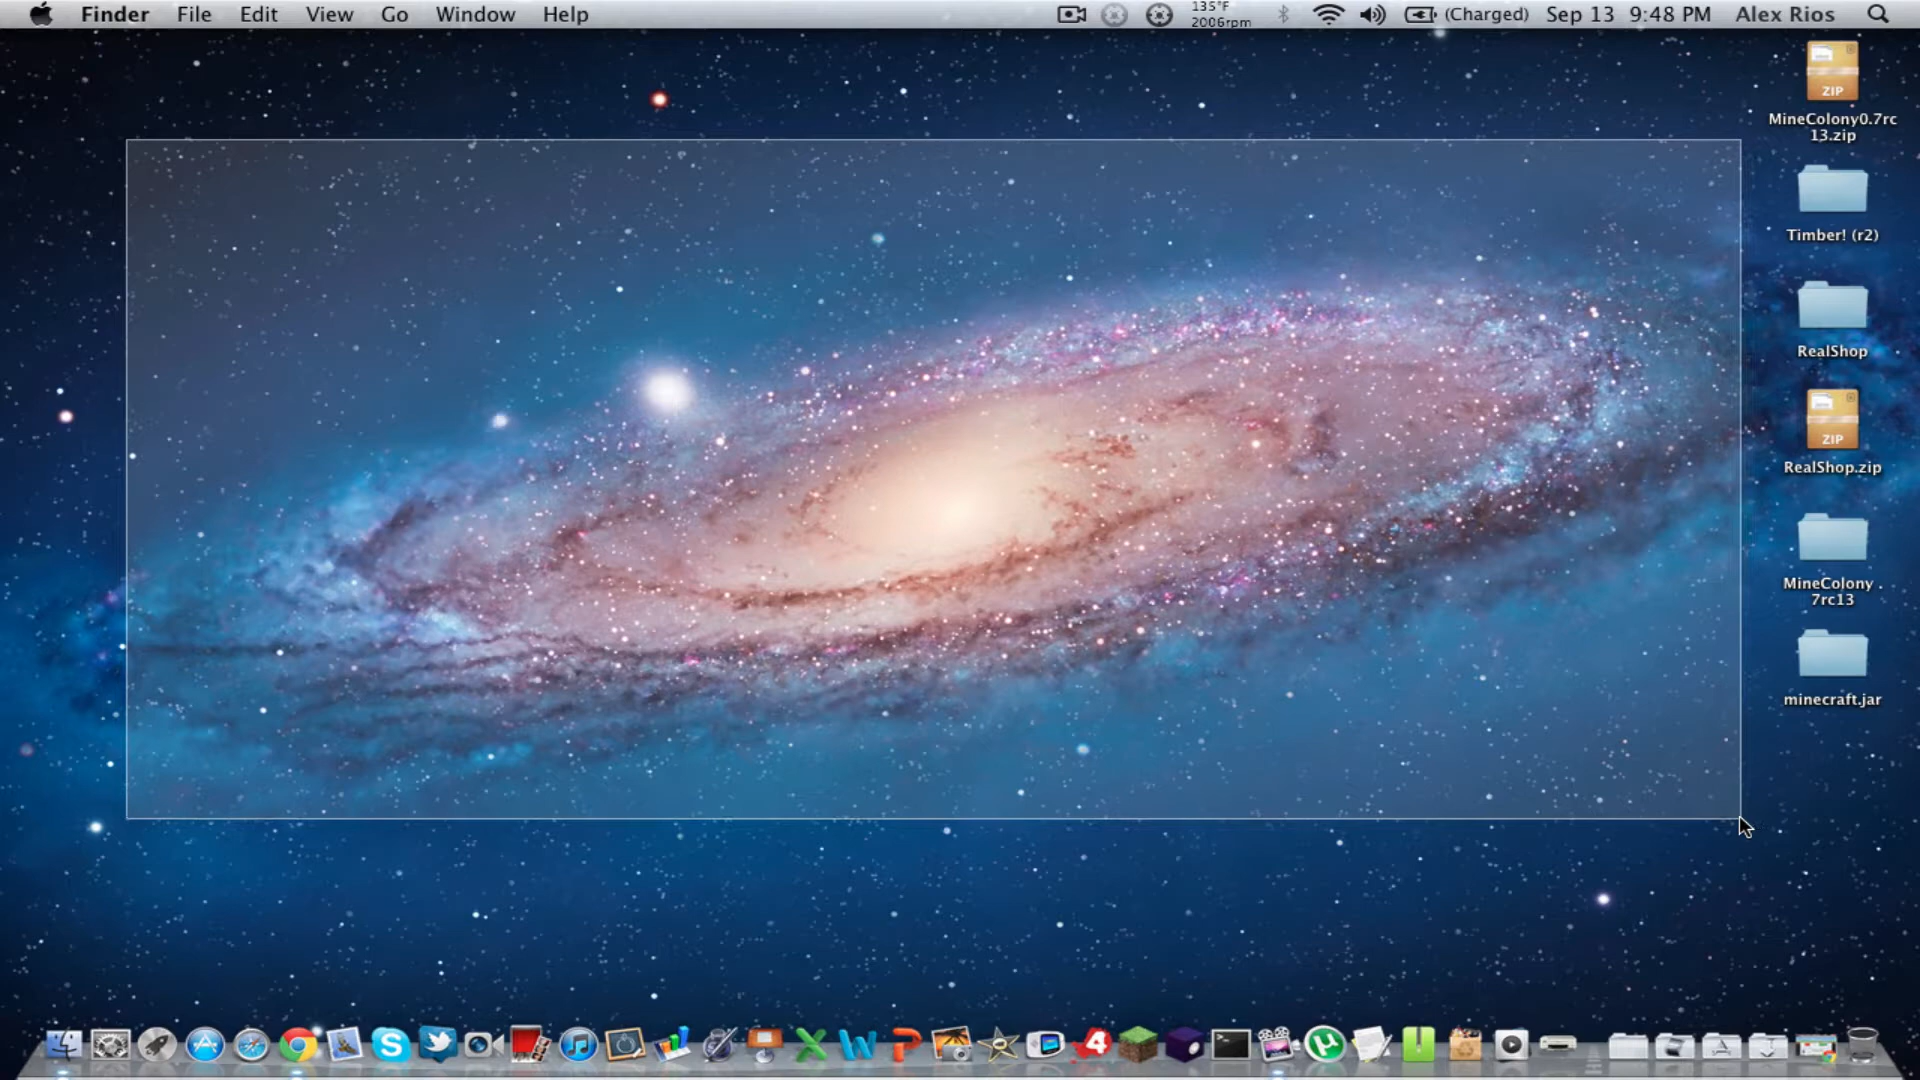 Finder File Edit View Go Window Help
135°F
2006rpm
(Charged) Sep 13 9:48 PM Alex Rios
ZIP
MineColony0.7rc
13.zip
Timber! (r2)
RealShop
ZIP
RealShop.zip
MineColony .
7rc13
minecraft.jar